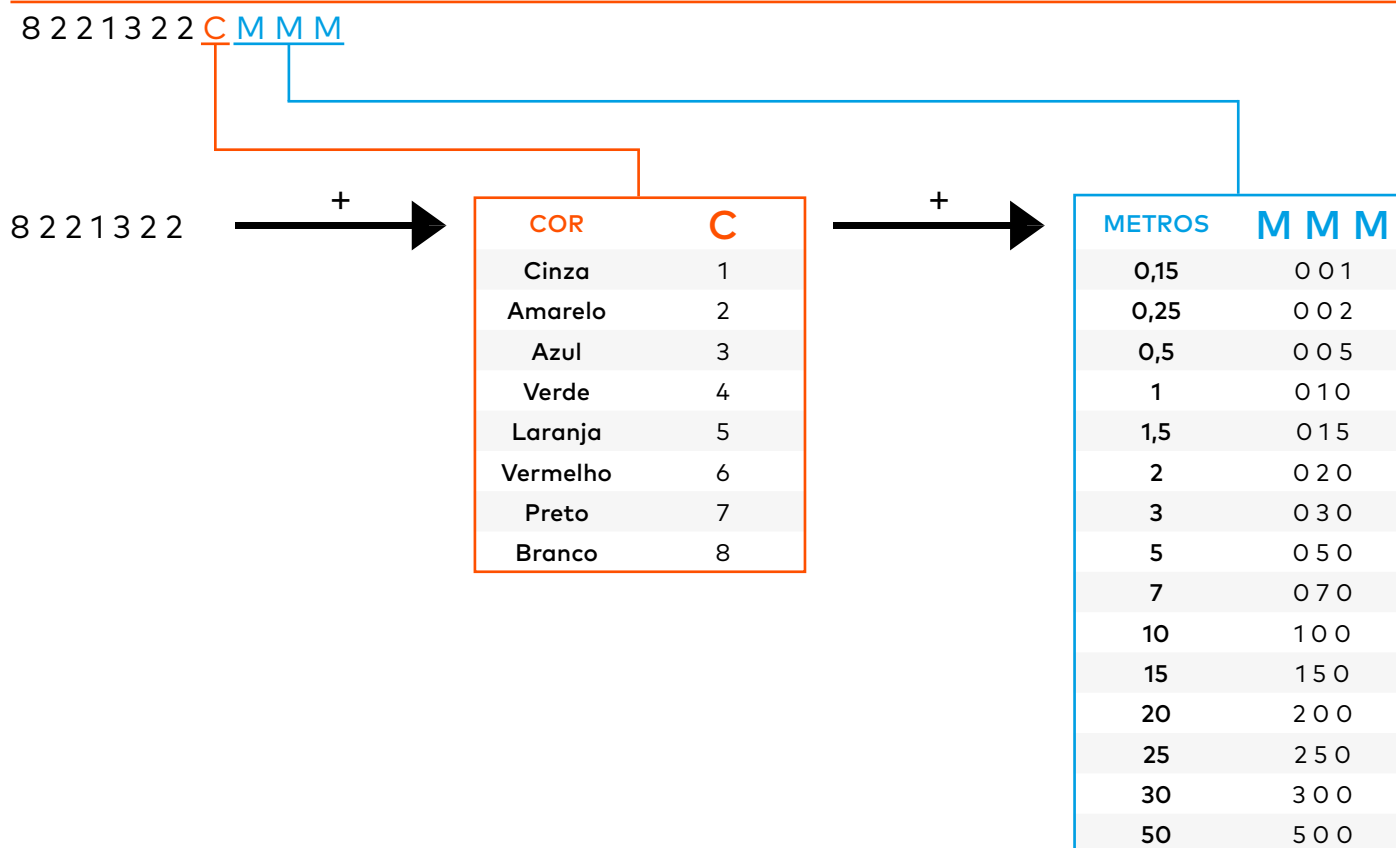 8 2 2 1 3 2 2 C M M M
8 2 2 1 3 2 2
+
COR C
Cinza 1
Amarelo 2
Azul 3
Verde 4
Laranja 5
Vermelho 6
Preto 7
Branco 8
+
METROS M M M
0,15 0 0 1
0,25 0 0 2
0,5 0 0 5
1 0 1 0
1,5 0 1 5
2 0 2 0
3 0 3 0
5 0 5 0
7 0 7 0
10 1 0 0
15 1 5 0
20 2 0 0
25 2 5 0
30 3 0 0
50 5 0 0